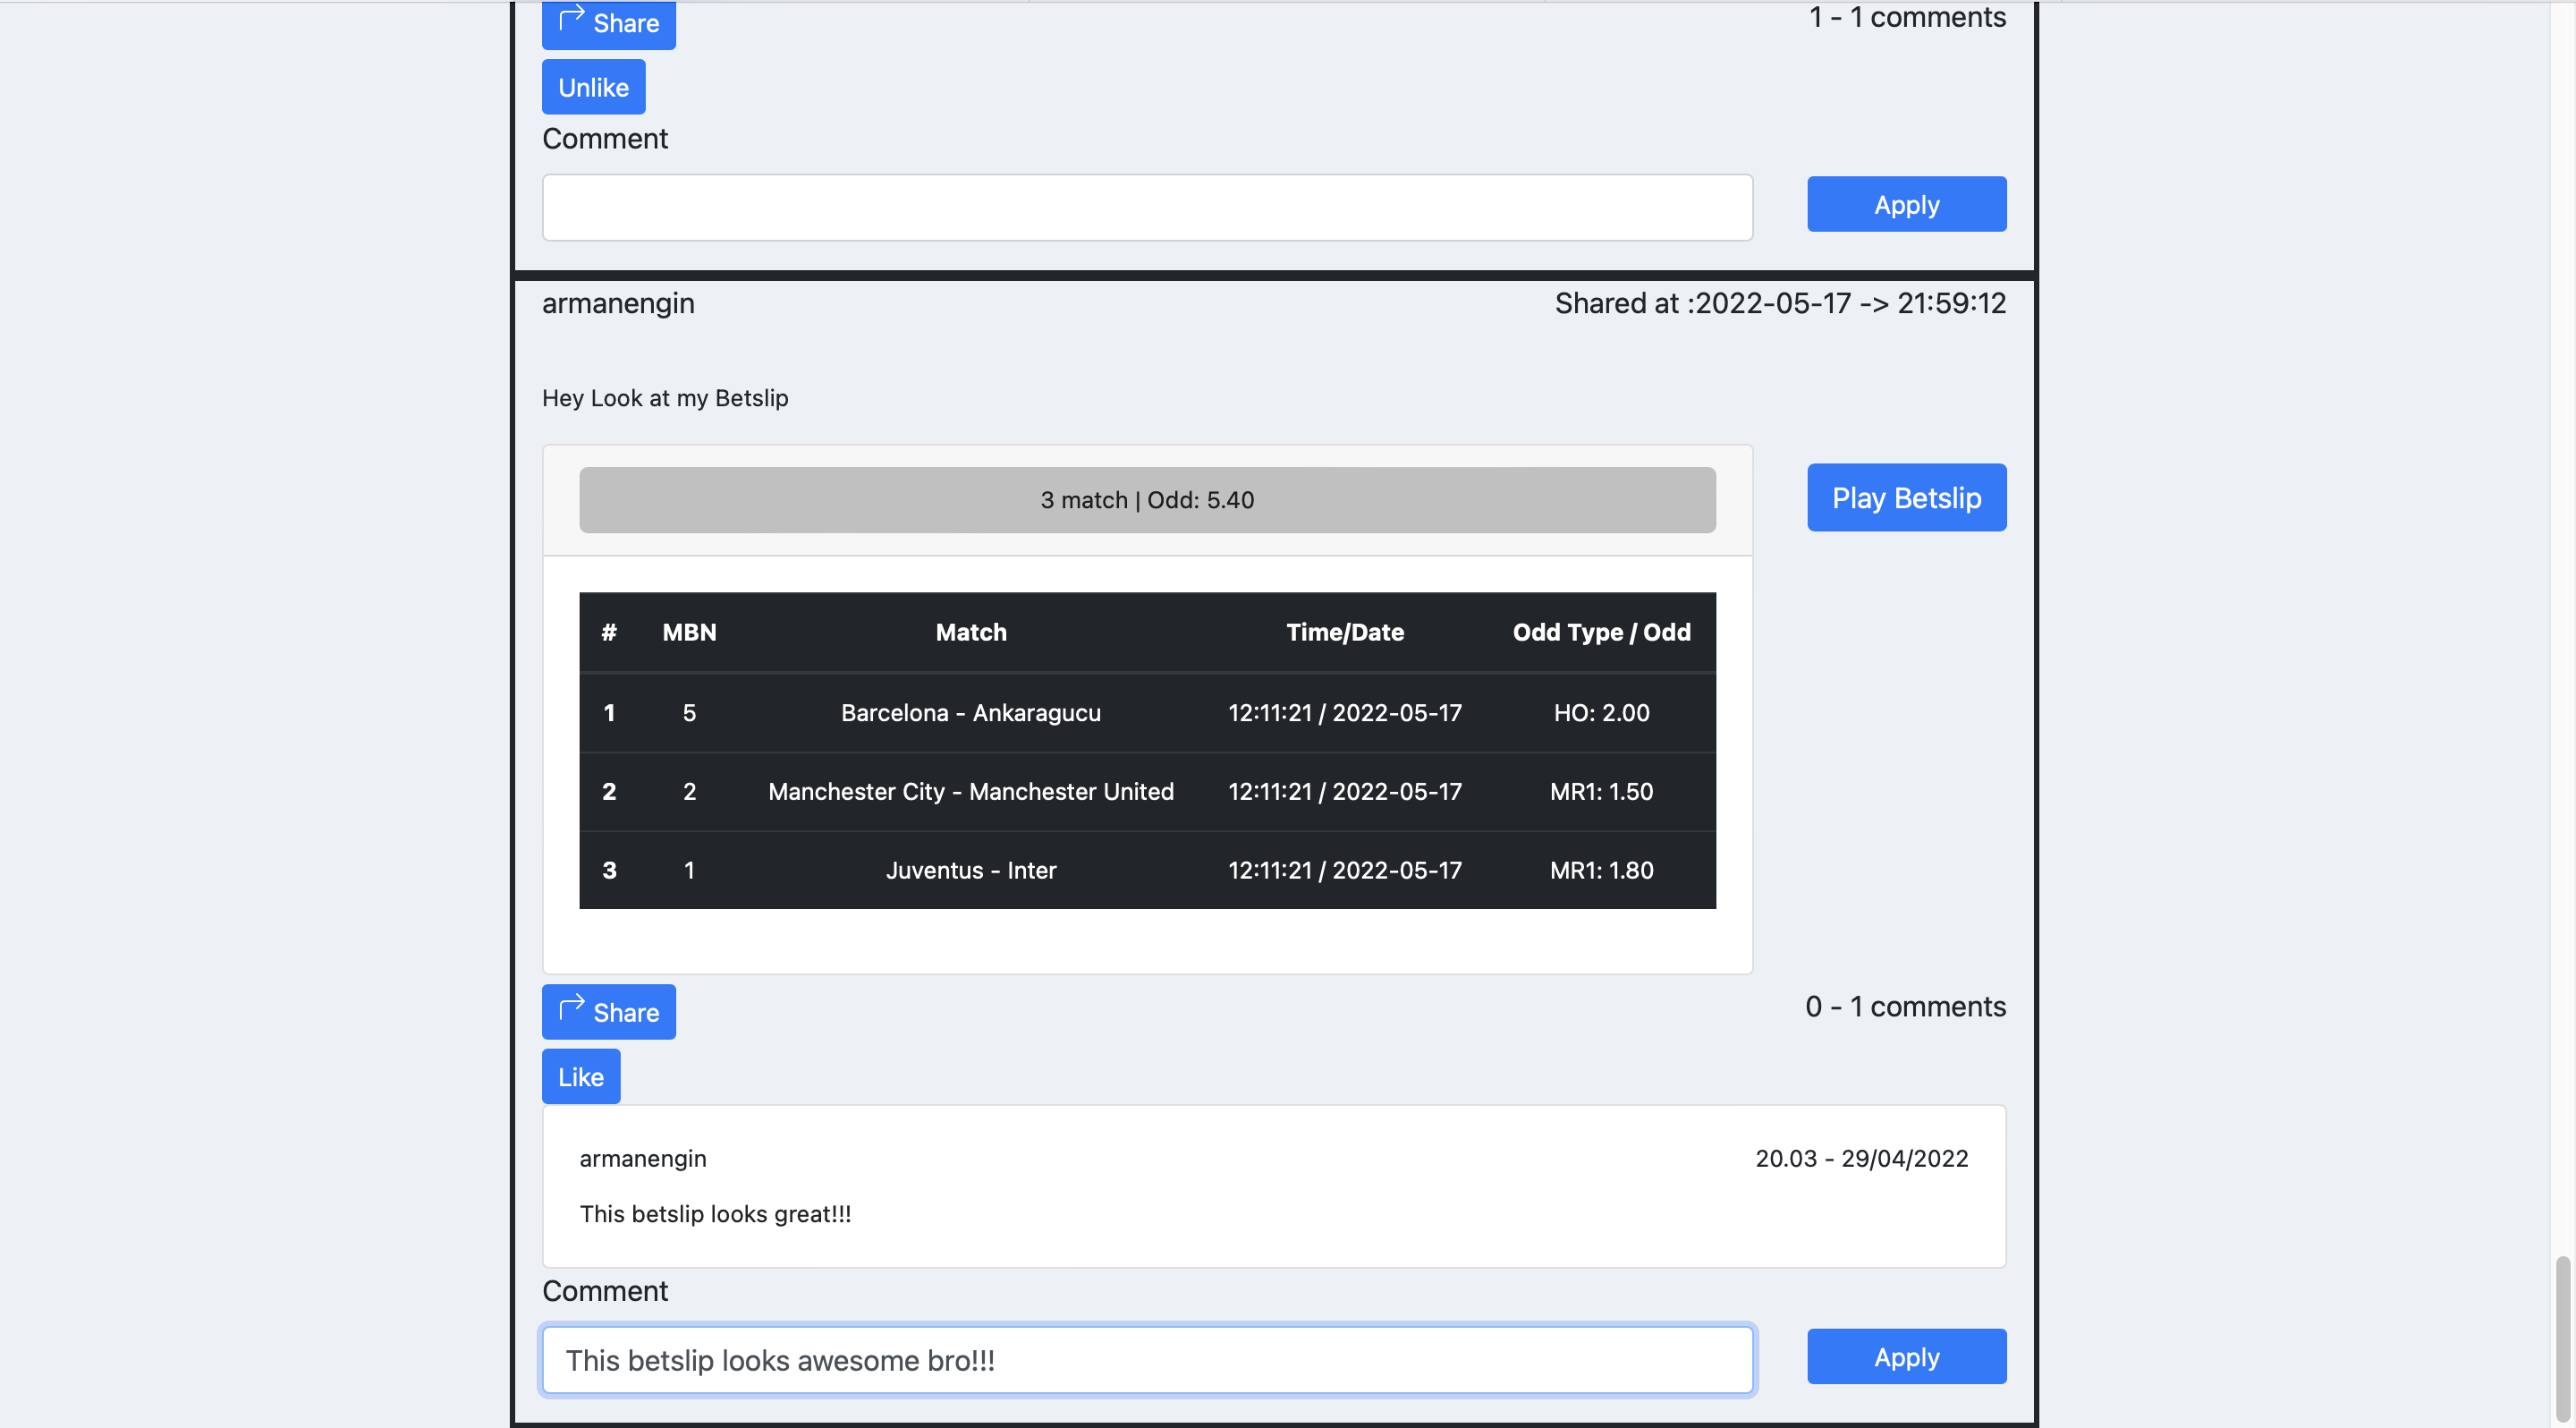 Share
1 - 1 comments
Unlike
Comment
Apply
armanengin
Shared at :2022-05-17 -> 21:59:12
Hey Look at my Betslip
3 match | Odd: 5.40
Play Betslip
# MBN Match Time/Date Odd Type / Odd
1 5 Barcelona - Ankaragucu 12:11:21 / 2022-05-17 HO: 2.00
2 2 Manchester City - Manchester United 12:11:21 / 2022-05-17 MR1: 1.50
3 1 Juventus - Inter 12:11:21 / 2022-05-17 MR1: 1.80
Share
0 - 1 comments
Like
armanengin
20.03 - 29/04/2022
This betslip looks great!!!
Comment
This betslip looks awesome bro!!!
Apply